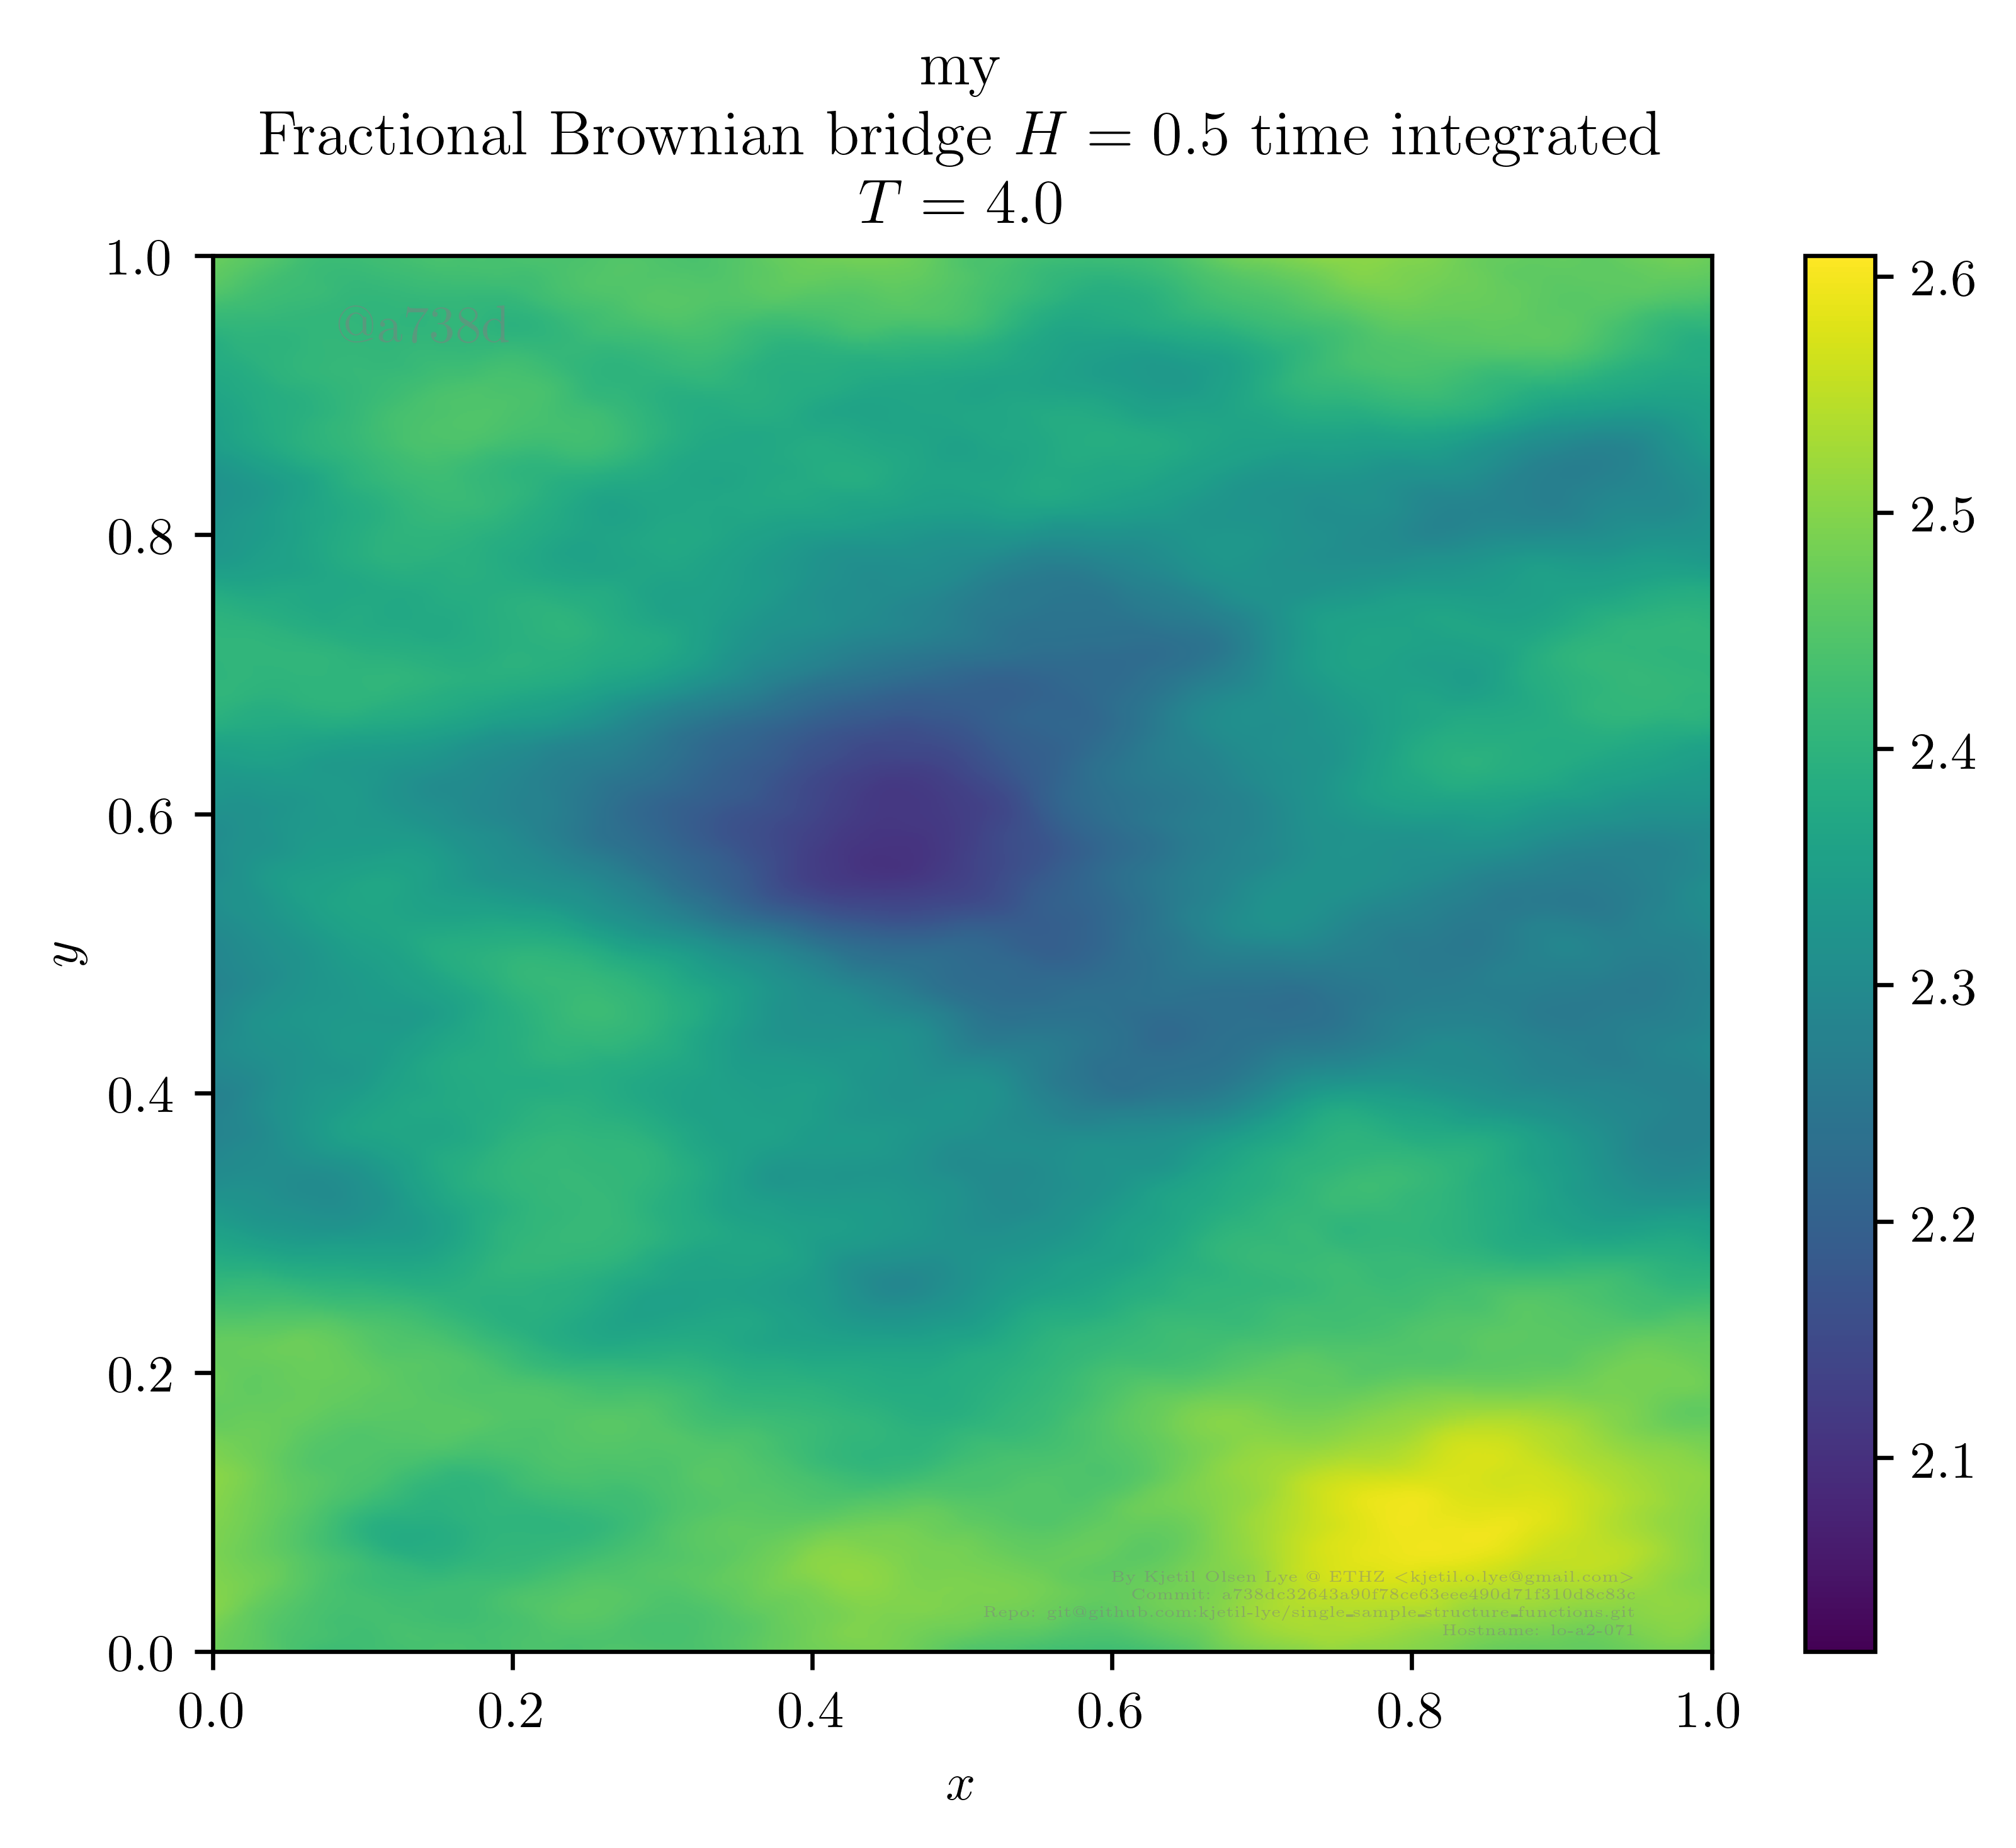 my
Fractional Brownian bridge H = 0.5 time integrated
T = 4.0
@a738d
1.0
0.8
0.6
0.4
0.2
0.0
y
0.0 0.2 0.4 0.6 0.8 1.0
x
2.6
2.5
2.4
2.3
2.2
2.1
By Kjetil Olsen Lye @ ETHZ <kjetil.o.lye@gmail.com>
Commit: a738dc32643a90f78ce63eee490d71f310d8c83c
Repo: git@github.com:kjetil-lye/single_sample_structure_functions.git
Hostname: lo-a2-071